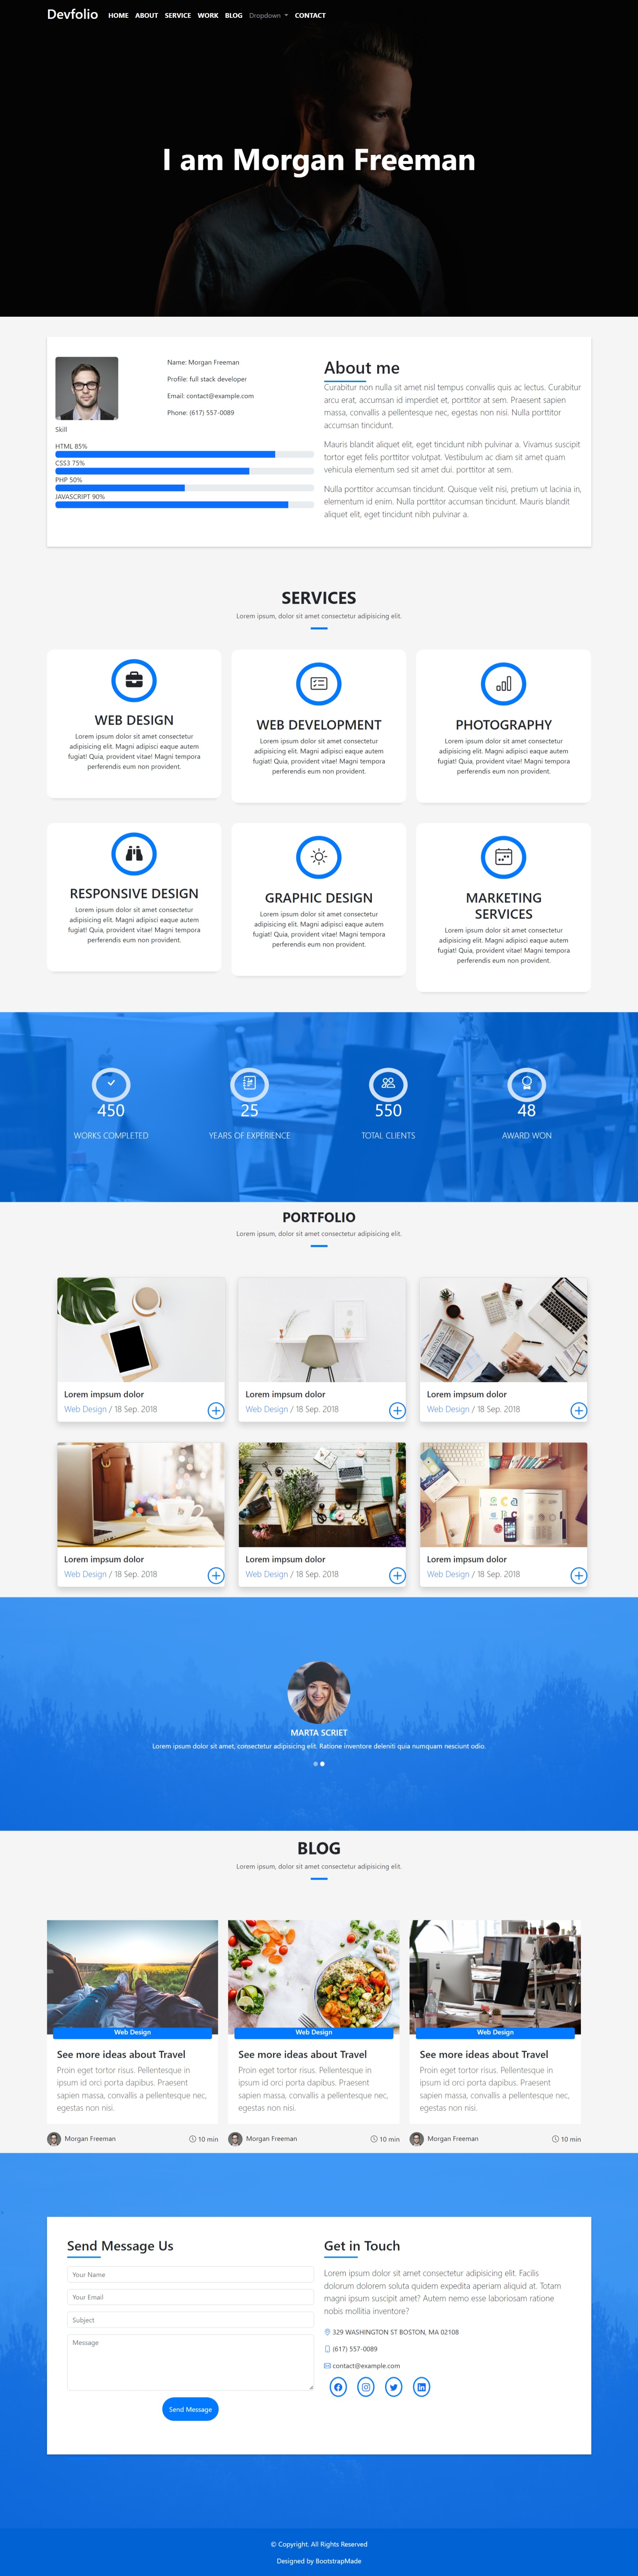 Devfolio HOME ABOUT SERVICE WORK BLOG Dropdown CONTACT
I am Morgan Freeman
Name: Morgan Freeman
Profile: full stack developer
Email: contact@example.com
Phone: (617) 557-0089
Skill
HTML 85%
CSS3 75%
PHP 50%
JAVASCRIPT 90%
About me
Curabitur non nulla sit amet nisl tempus convallis quis ac lectus. Curabitur
arcu erat, accumsan id imperdiet et, porttitor at sem. Praesent sapien
massa, convallis a pellentesque nec, egestas non nisi. Nulla porttitor
accumsan tincidunt.
Mauris blandit aliquet elit, eget tincidunt nibh pulvinar a. Vivamus suscipit
tortor eget felis porttitor volutpat. Vestibulum ac diam sit amet quam
vehicula elementum sed sit amet dui. porttitor at sem.
Nulla porttitor accumsan tincidunt. Quisque velit nisi, pretium ut lacinia in,
elementum id enim. Nulla porttitor accumsan tincidunt. Mauris blandit
aliquet elit, eget tincidunt nibh pulvinar a.
SERVICES
Lorem ipsum, dolor sit amet consectetur adipisicing elit.
WEB DESIGN
Lorem ipsum dolor sit amet consectetur
adipisicing elit. Magni adipisci eaque autem
fugiat! Quia, provident vitae! Magni tempora
perferendis eum non provident.
WEB DEVELOPMENT
Lorem ipsum dolor sit amet consectetur
adipisicing elit. Magni adipisci eaque autem
fugiat! Quia, provident vitae! Magni tempora
perferendis eum non provident.
PHOTOGRAPHY
Lorem ipsum dolor sit amet consectetur
adipisicing elit. Magni adipisci eaque autem
fugiat! Quia, provident vitae! Magni tempora
perferendis eum non provident.
RESPONSIVE DESIGN
Lorem ipsum dolor sit amet consectetur
adipisicing elit. Magni adipisci eaque autem
fugiat! Quia, provident vitae! Magni tempora
perferendis eum non provident.
GRAPHIC DESIGN
Lorem ipsum dolor sit amet consectetur
adipisicing elit. Magni adipisci eaque autem
fugiat! Quia, provident vitae! Magni tempora
perferendis eum non provident.
MARKETING
SERVICES
Lorem ipsum dolor sit amet consectetur
adipisicing elit. Magni adipisci eaque autem
fugiat! Quia, provident vitae! Magni tempora
perferendis eum non provident.
450
WORKS COMPLETED
25
YEARS OF EXPERIENCE
550
TOTAL CLIENTS
48
AWARD WON
PORTFOLIO
Lorem ipsum, dolor sit amet consectetur adipisicing elit.
Lorem impsum dolor
Web Design / 18 Sep. 2018
Lorem impsum dolor
Web Design / 18 Sep. 2018
BUSINESS
Lorem impsum dolor
Web Design / 18 Sep. 2018
Lorem impsum dolor
Web Design / 18 Sep. 2018
Lorem impsum dolor
Web Design / 18 Sep. 2018
Lorem impsum dolor
Web Design / 18 Sep. 2018
MARTA SCRIET
Lorem ipsum dolor sit amet, consectetur adipisicing elit. Ratione inventore deleniti quia numquam nesciunt odio.
BLOG
Lorem ipsum, dolor sit amet consectetur adipisicing elit.
Web Design
See more ideas about Travel
Proin eget tortor risus. Pellentesque in
ipsum id orci porta dapibus. Praesent
sapien massa, convallis a pellentesque nec,
egestas non nisi.
Morgan Freeman 10 min
Web Design
See more ideas about Travel
Proin eget tortor risus. Pellentesque in
ipsum id orci porta dapibus. Praesent
sapien massa, convallis a pellentesque nec,
egestas non nisi.
Morgan Freeman 10 min
Web Design
See more ideas about Travel
Proin eget tortor risus. Pellentesque in
ipsum id orci porta dapibus. Praesent
sapien massa, convallis a pellentesque nec,
egestas non nisi.
Morgan Freeman 10 min
Send Message Us
Your Name
Your Email
Subject
Message
Send Message
Get in Touch
Lorem ipsum dolor sit amet consectetur adipisicing elit. Facilis
dolorum dolorem soluta quidem expedita aperiam aliquid at. Totam
magni ipsum suscipit amet? Autem nemo esse laboriosam ratione
nobis mollitia inventore?
329 WASHINGTON ST BOSTON, MA 02108
(617) 557-0089
contact@example.com
© Copyright. All Rights Reserved
Designed by BootstrapMade